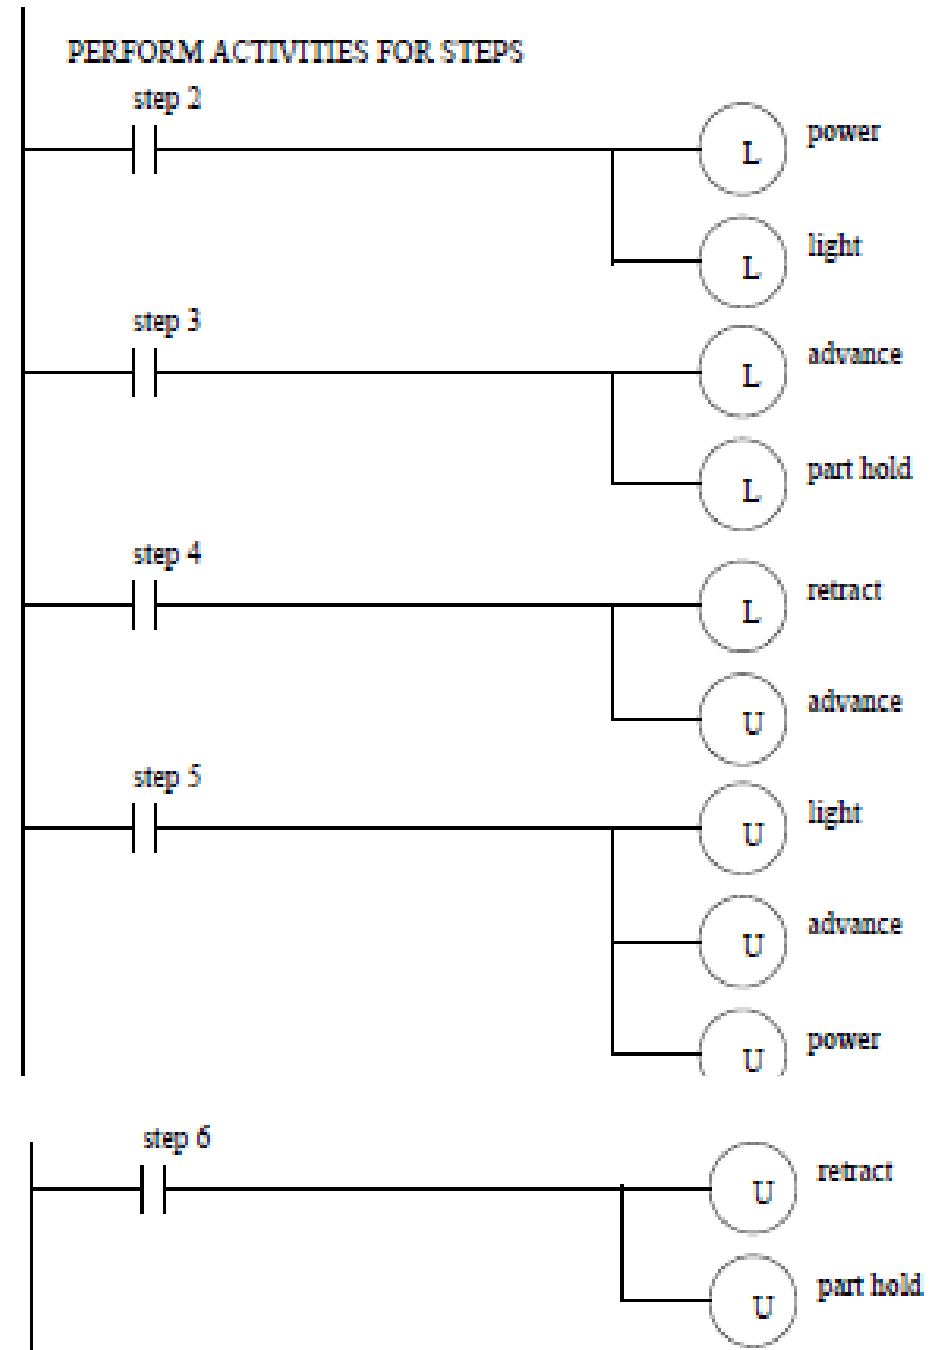 PERFORM ACTIVITIES FOR STEPS
step 2
L power
L light
step 3
L advance
L part hold
step 4
L retract
U advance
step 5
U light
U advance
U power
step 6
U retract
U part hold